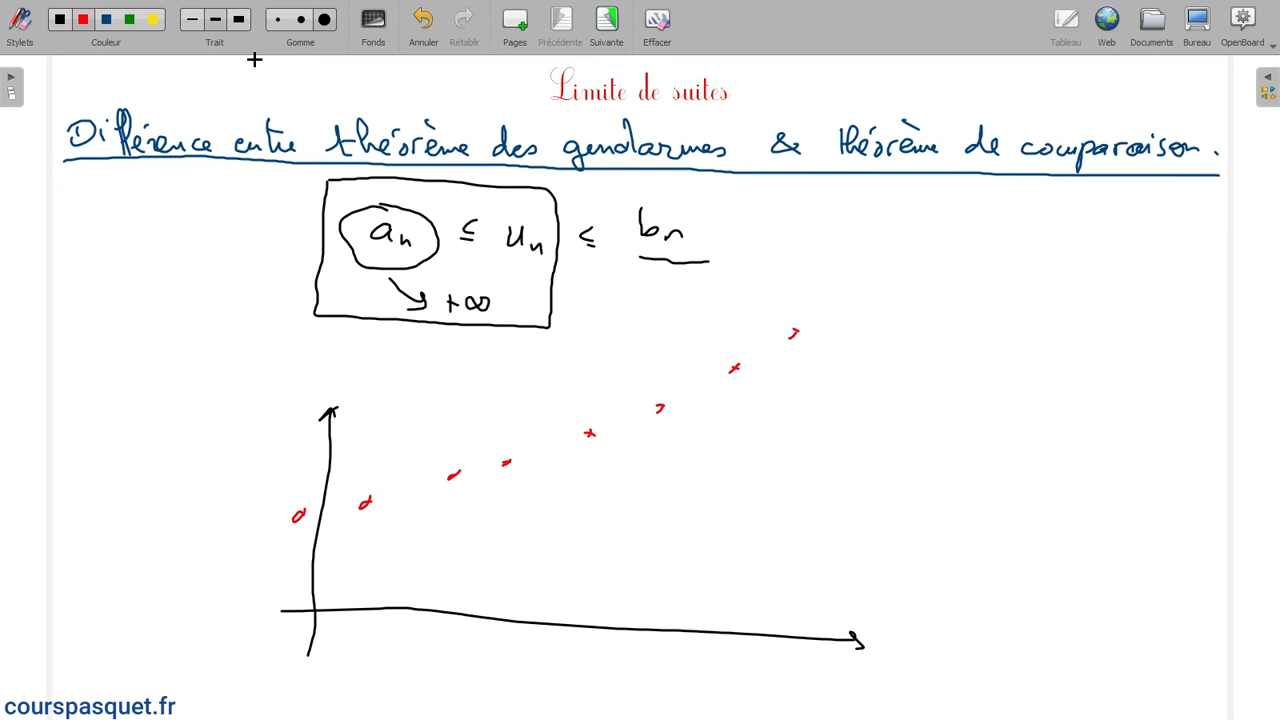 Stylets Couleur Trait Gomme Fonds Annuler Rétablir Pages Précédente Suivante Effacer Tableau Web Documents Bureau OpenBoard
Limite de suites
Différence entre théorème des gendarmes & théorème de comparaison.
aₙ ≤ uₙ ≤ bₙ
↘ +∞
courspasquet.fr